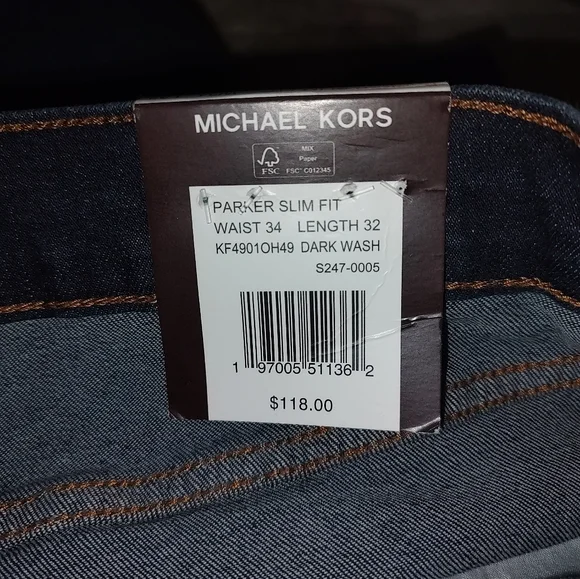 MICHAEL KORS
MIX
Paper
FSC FSC® C012345
PARKER SLIM FIT
WAIST 34 LENGTH 32
KF4901OH49 DARK WASH
S247-0005
1 97005 51136 2
$118.00